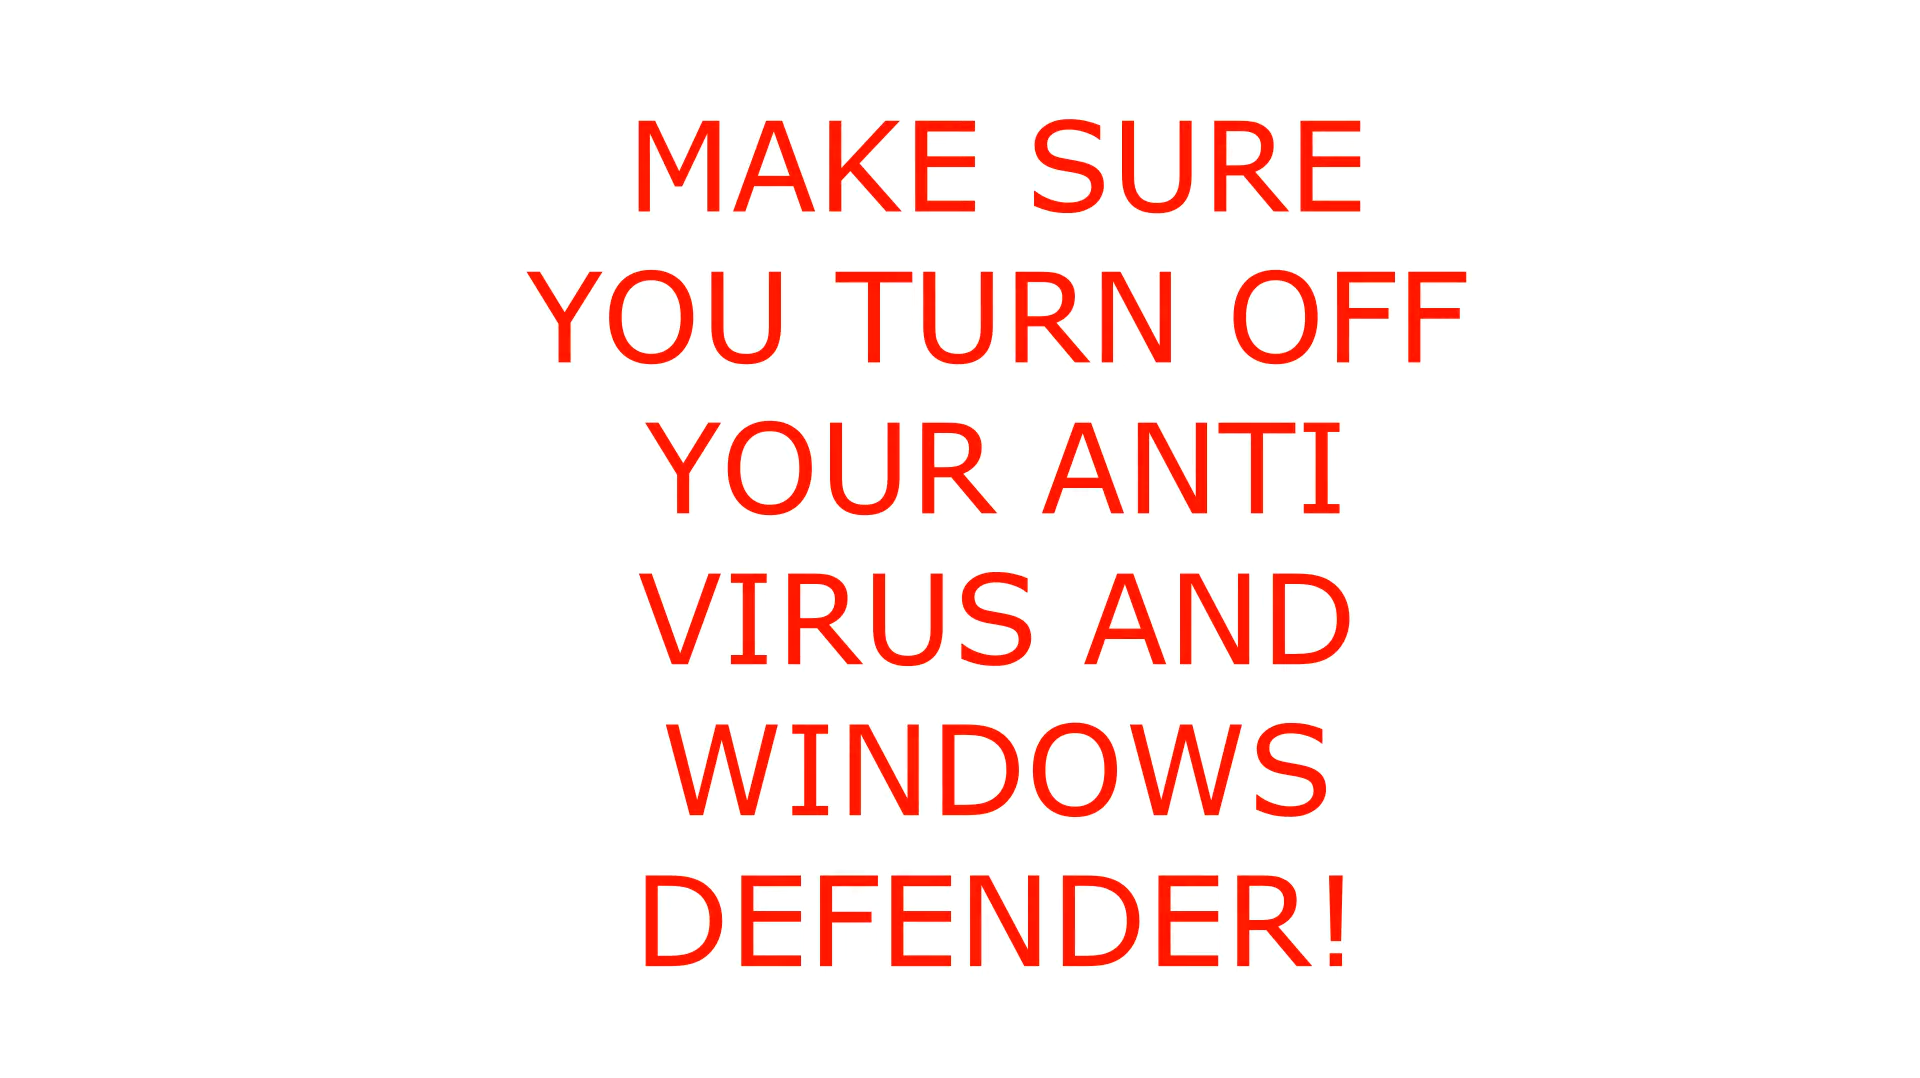 MAKE SURE
YOU TURN OFF
YOUR ANTI
VIRUS AND
WINDOWS
DEFENDER!